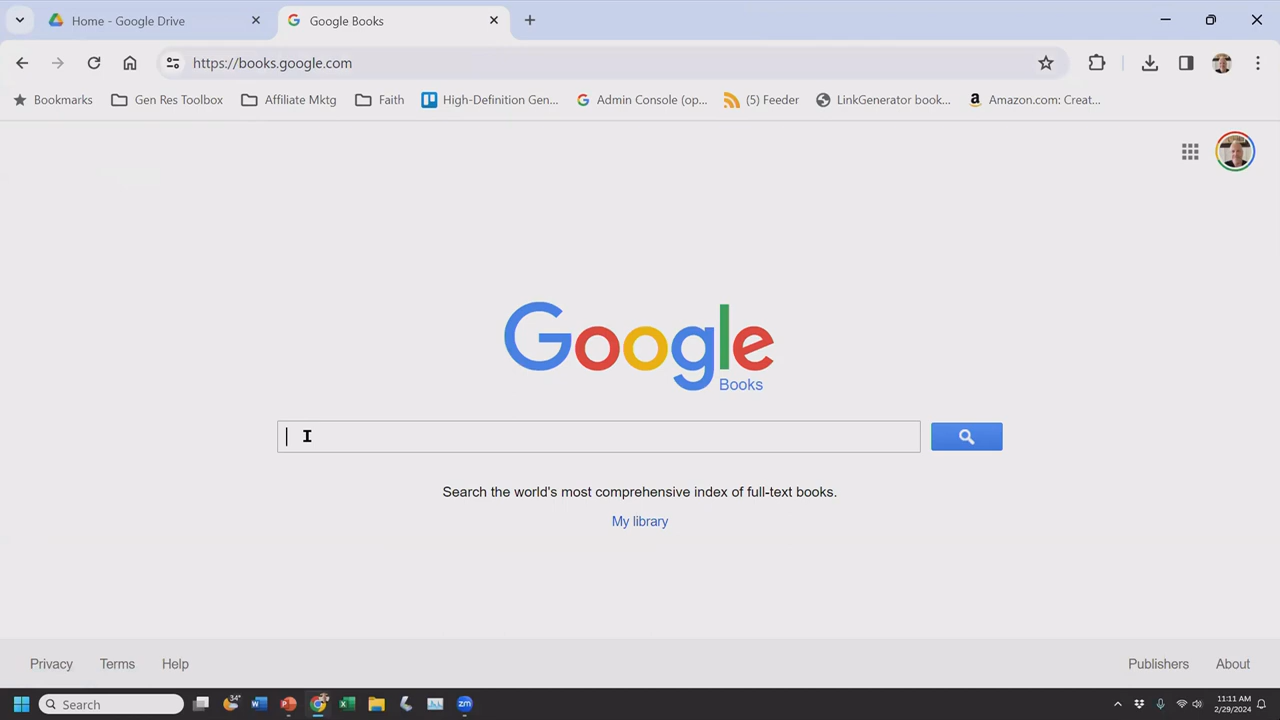 Home - Google Drive
Google Books
https://books.google.com
Bookmarks
Gen Res Toolbox
Affiliate Mktg
Faith
High-Definition Gen...
Admin Console (op...
(5) Feeder
LinkGenerator book...
Amazon.com: Creat...
Google
Books
Search the world's most comprehensive index of full-text books.
My library
Privacy
Terms
Help
Publishers
About
Search
34°
11:11 AM
2/29/2024